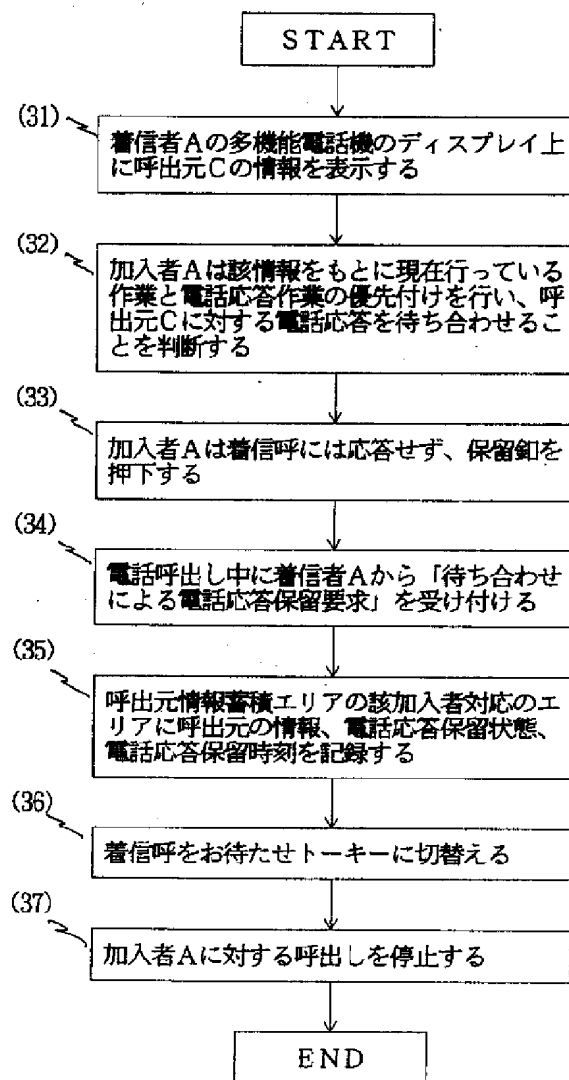 START
(31)
着信者Aの多機能電話機のディスプレイ上
に呼出元Cの情報を表示する
(32)
加入者Aは該情報をもとに現在行っている
作業と電話応答作業の優先付けを行い、呼
出元Cに対する電話応答を待ち合わせるこ
とを判断する
(33)
加入者Aは着信呼には応答せず、保留釦を
押下する
(34)
電話呼出し中に着信者Aから「待ち合わせ
による電話応答保留要求」を受け付ける
(35)
呼出元情報蓄積エリアの該加入者対応のエ
リアに呼出元の情報、電話応答保留状態、
電話応答保留時刻を記録する
(36)
着信呼をお待たせトーキーに切替える
(37)
加入者Aに対する呼出しを停止する
END